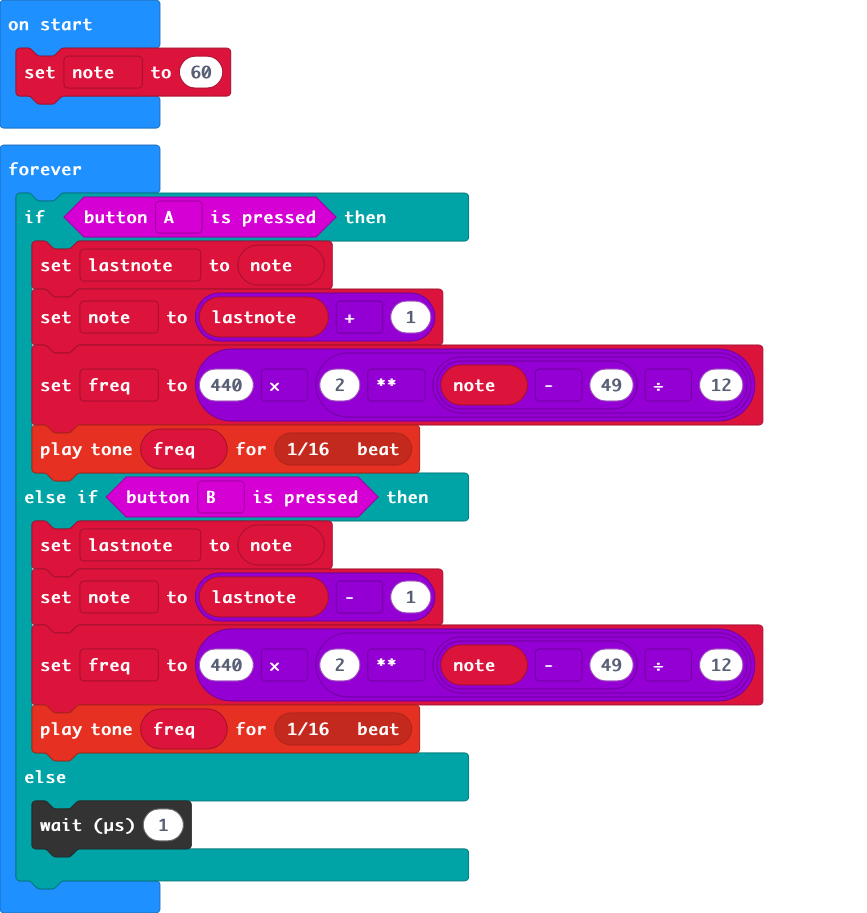 on start
set note to 60
forever
if button A is pressed then
set lastnote to note
set note to lastnote + 1
set freq to 440 × 2 ** note - 49 ÷ 12
play tone freq for 1/16 beat
else if button B is pressed then
set lastnote to note
set note to lastnote - 1
set freq to 440 × 2 ** note - 49 ÷ 12
play tone freq for 1/16 beat
else
wait (µs) 1